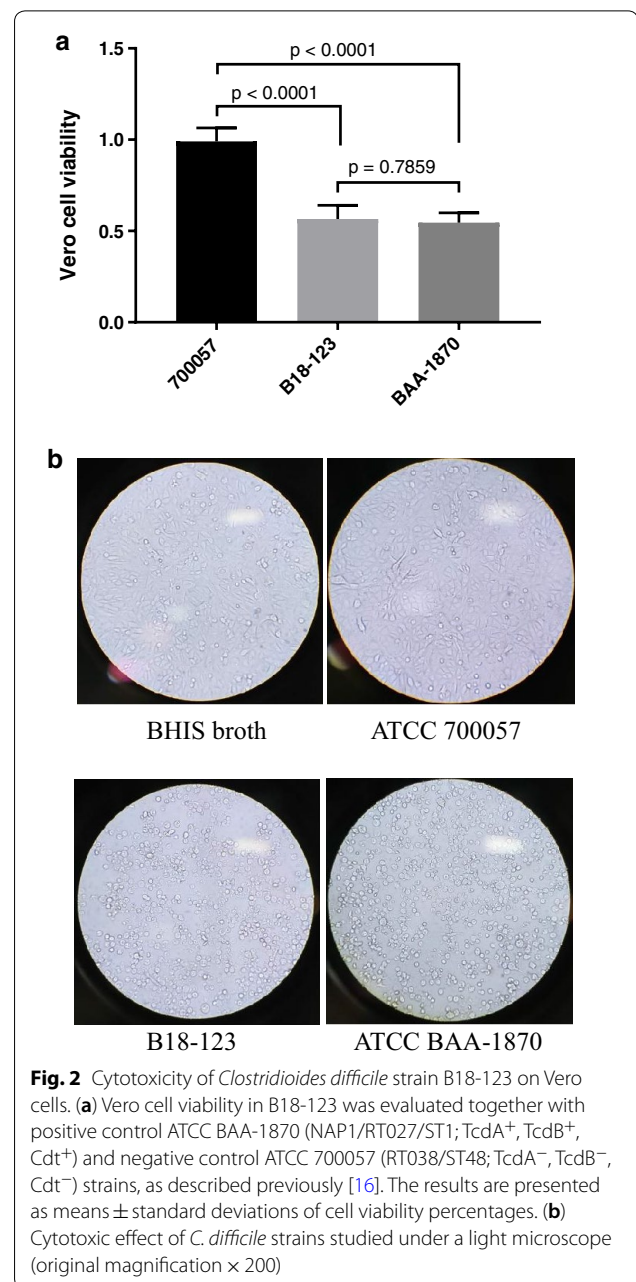 a
1.5
p < 0.0001
p < 0.0001
1.0
p = 0.7859
0.5
0.0
Vero cell viability
700057
B18-123
BAA-1870
b
BHIS broth
ATCC 700057
B18-123
ATCC BAA-1870
Fig. 2 Cytotoxicity of Clostridioides difficile strain B18-123 on Vero
cells. (a) Vero cell viability in B18-123 was evaluated together with
positive control ATCC BAA-1870 (NAP1/RT027/ST1; TcdA⁺, TcdB⁺,
Cdt⁺) and negative control ATCC 700057 (RT038/ST48; TcdA⁻, TcdB⁻,
Cdt⁻) strains, as described previously [16]. The results are presented
as means ± standard deviations of cell viability percentages. (b)
Cytotoxic effect of C. difficile strains studied under a light microscope
(original magnification × 200)